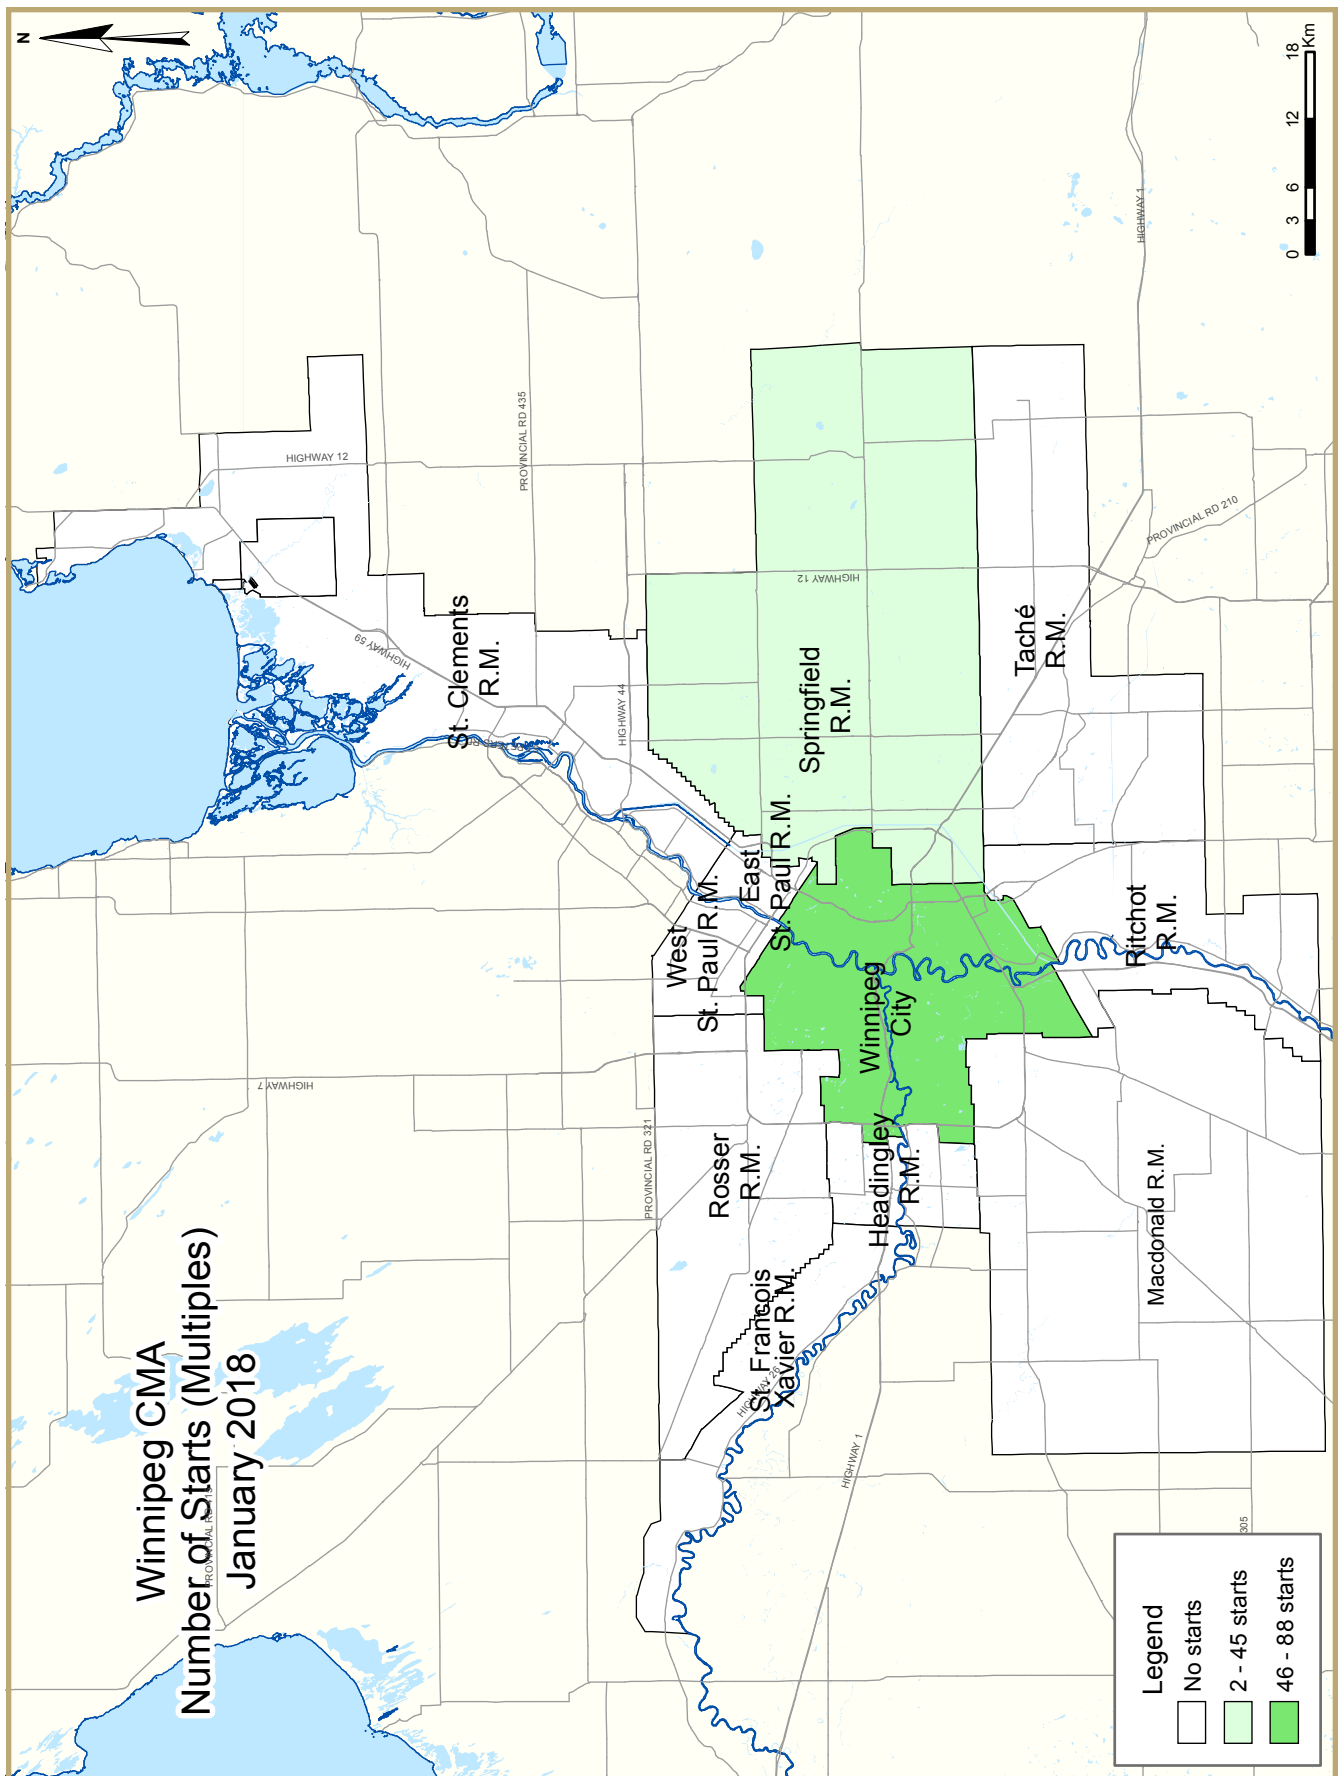 Winnipeg CMA
Number of Starts (Multiples)
January 2018
N
HIGHWAY 12
PROVINCIAL RD 435
HIGHWAY 59
St. Clements
R.M.
HIGHWAY 44
HIGHWAY 7
PROVINCIAL RD 321
West
St. Paul R.M.
East
St. Paul R.M.
Springfield
R.M.
HIGHWAY 12
Rosser
R.M.
St. François
Xavier R.M.
HIGHWAY 26
Headingley
R.M.
Winnipeg
City
HIGHWAY 1
Taché
R.M.
HIGHWAY 1
PROVINCIAL RD 210
Ritchot
R.M.
Macdonald R.M.
305
Legend
No starts
2 - 45 starts
46 - 88 starts
0 3 6 12 18
Km